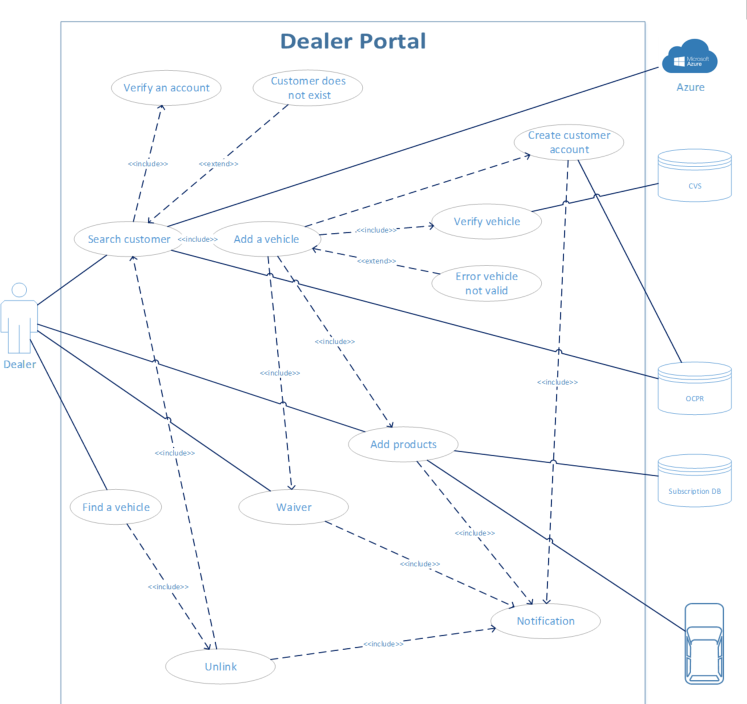 Dealer Portal
Microsoft
Azure
Azure
Verify an account
Customer does
not exist
Create customer
account
<<include>>
<<extend>>
CVS
Search customer
<<include>>
Add a vehicle
<<include>>
Verify vehicle
<<extend>>
Error vehicle
not valid
Dealer
<<include>>
<<include>>
<<include>>
OCPR
Add products
<<include>>
Subscription DB
Find a vehicle
Waiver
<<include>>
<<include>>
<<include>>
Notification
<<include>>
Unlink